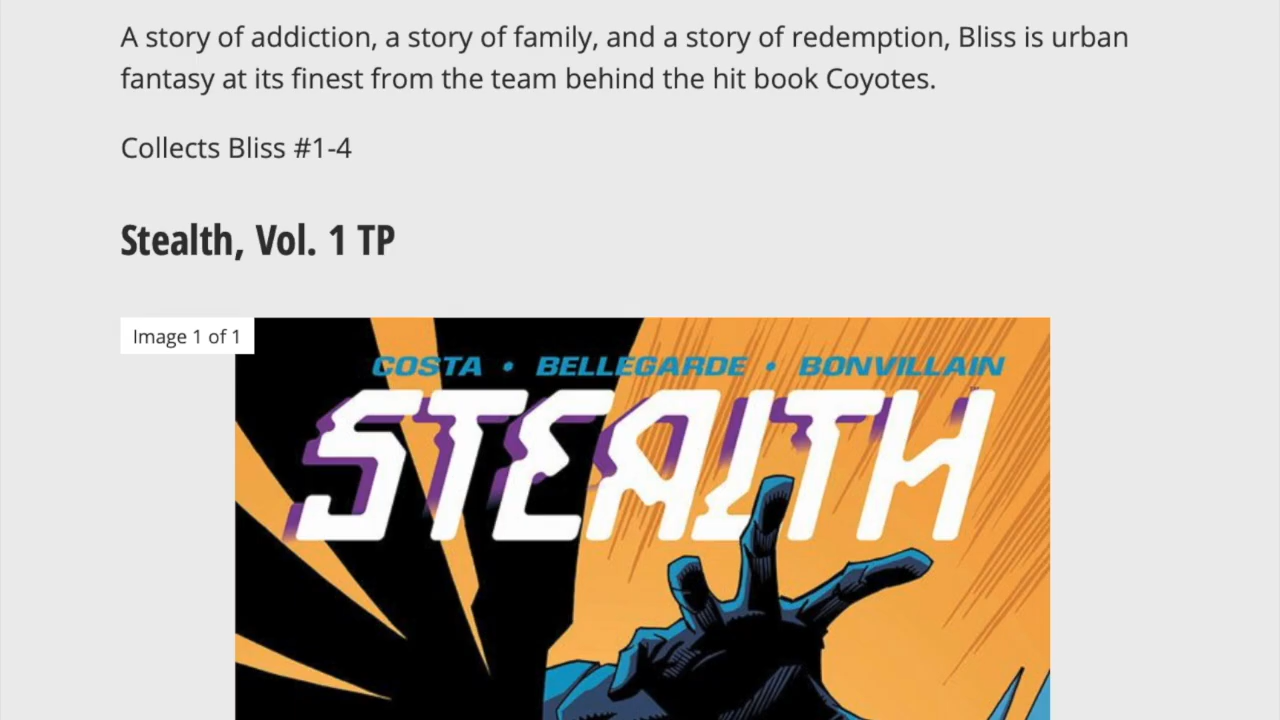 A story of addiction, a story of family, and a story of redemption, Bliss is urban
fantasy at its finest from the team behind the hit book Coyotes.
Collects Bliss #1-4
Stealth, Vol. 1 TP
Image 1 of 1
COSTA • BELLEGARDE • BONVILLAIN
STEALTH™